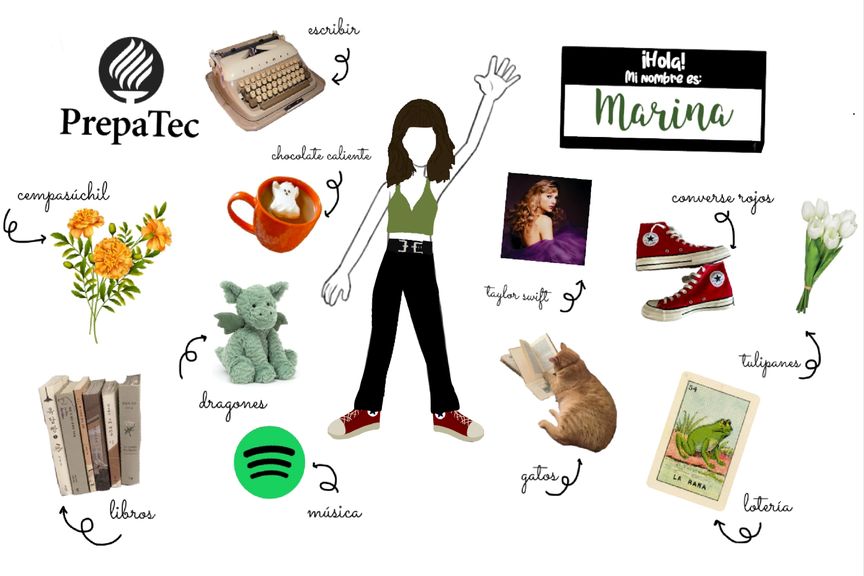 escribir
PrepaTec
¡Hola!
Mi nombre es:
Marina
chocolate caliente
cempasúchil
converse rojos
taylor swift
tulipanes
dragones
libros
música
gatos
54
LA RANA
lotería